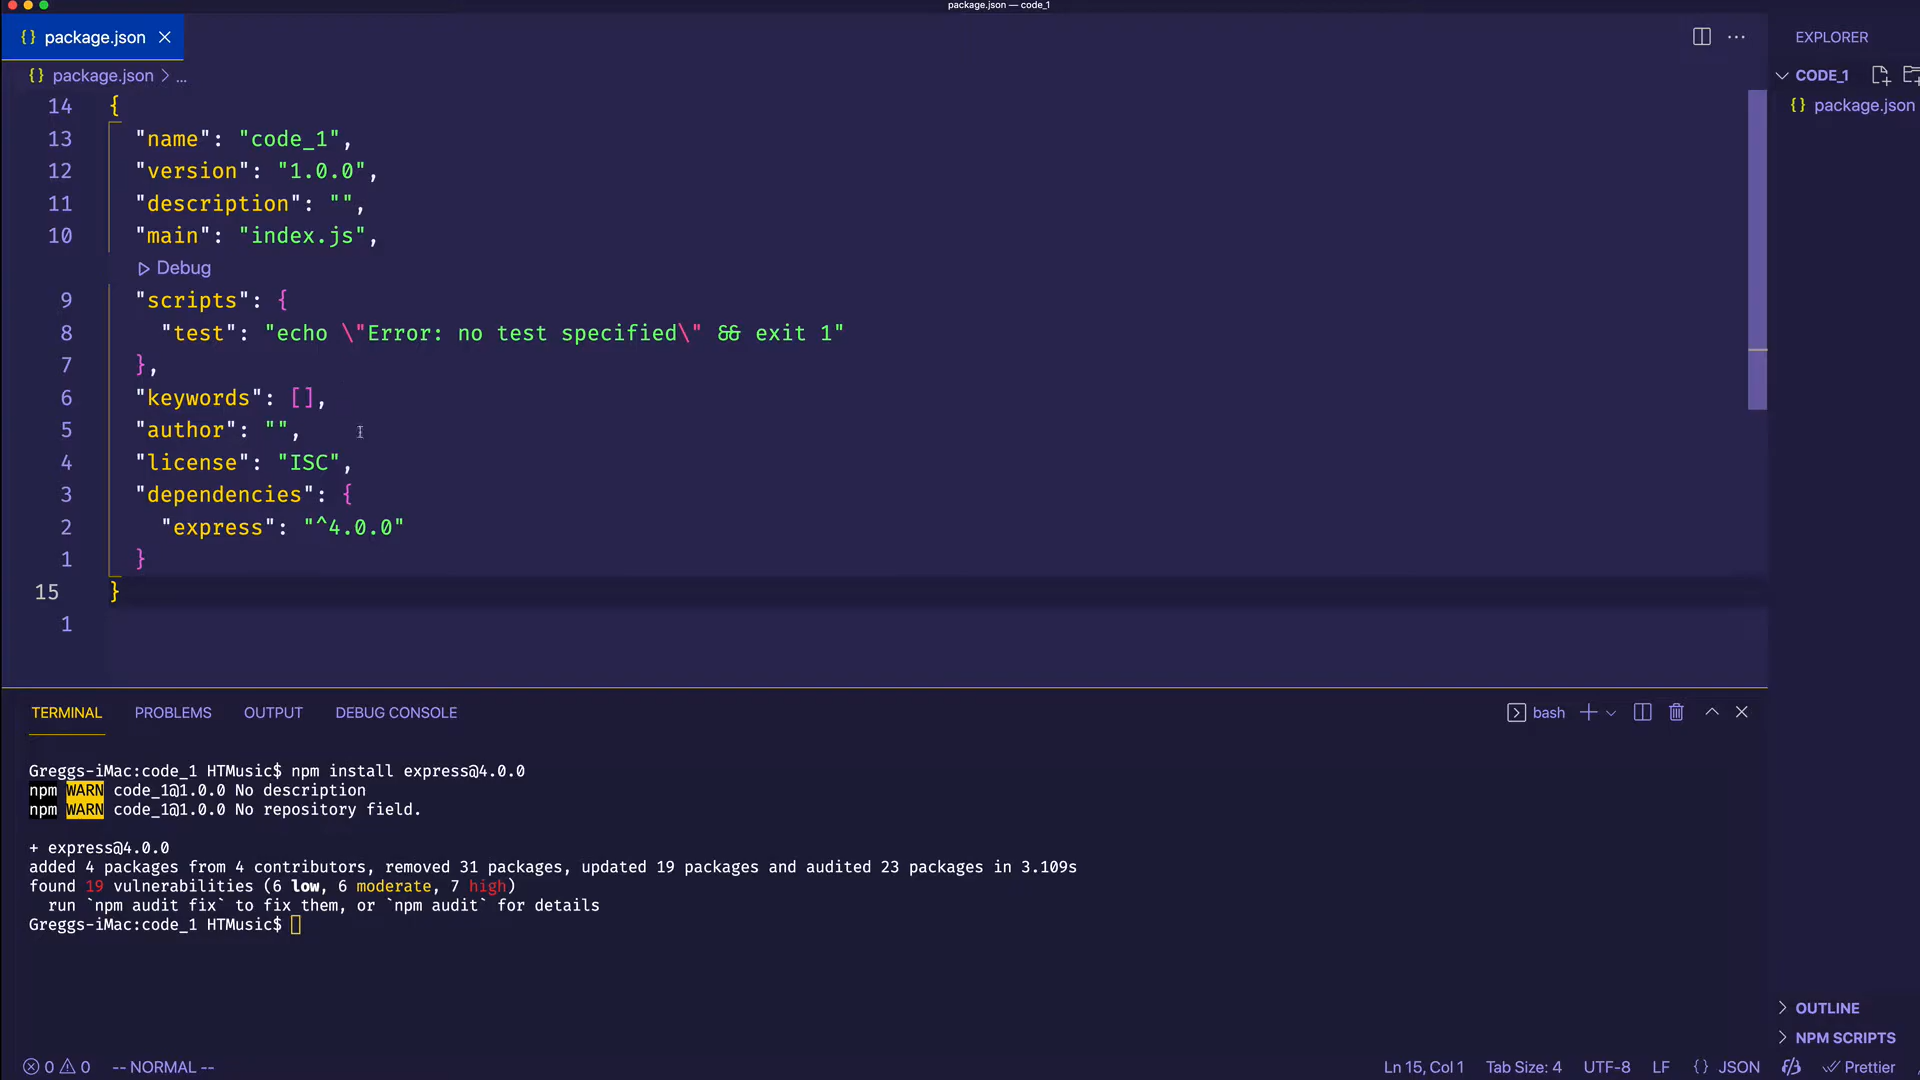 package.json — code_1
{} package.json ×
{} package.json > ...
14 {
13 "name": "code_1",
12 "version": "1.0.0",
11 "description": "",
10 "main": "index.js",
Debug
9 "scripts": {
8 "test": "echo \"Error: no test specified\" && exit 1"
7 },
6 "keywords": [],
5 "author": "",
4 "license": "ISC",
3 "dependencies": {
2 "express": "^4.0.0"
1 }
15 }
1
EXPLORER
CODE_1
{} package.json
TERMINAL PROBLEMS OUTPUT DEBUG CONSOLE
bash
Greggs-iMac:code_1 HTMusic$ npm install express@4.0.0
npm WARN code_1@1.0.0 No description
npm WARN code_1@1.0.0 No repository field.
+ express@4.0.0
added 4 packages from 4 contributors, removed 31 packages, updated 19 packages and audited 23 packages in 3.109s
found 19 vulnerabilities (6 low, 6 moderate, 7 high)
run `npm audit fix` to fix them, or `npm audit` for details
Greggs-iMac:code_1 HTMusic$
OUTLINE
NPM SCRIPTS
0 0 -- NORMAL -- Ln 15, Col 1 Tab Size: 4 UTF-8 LF {} JSON Prettier